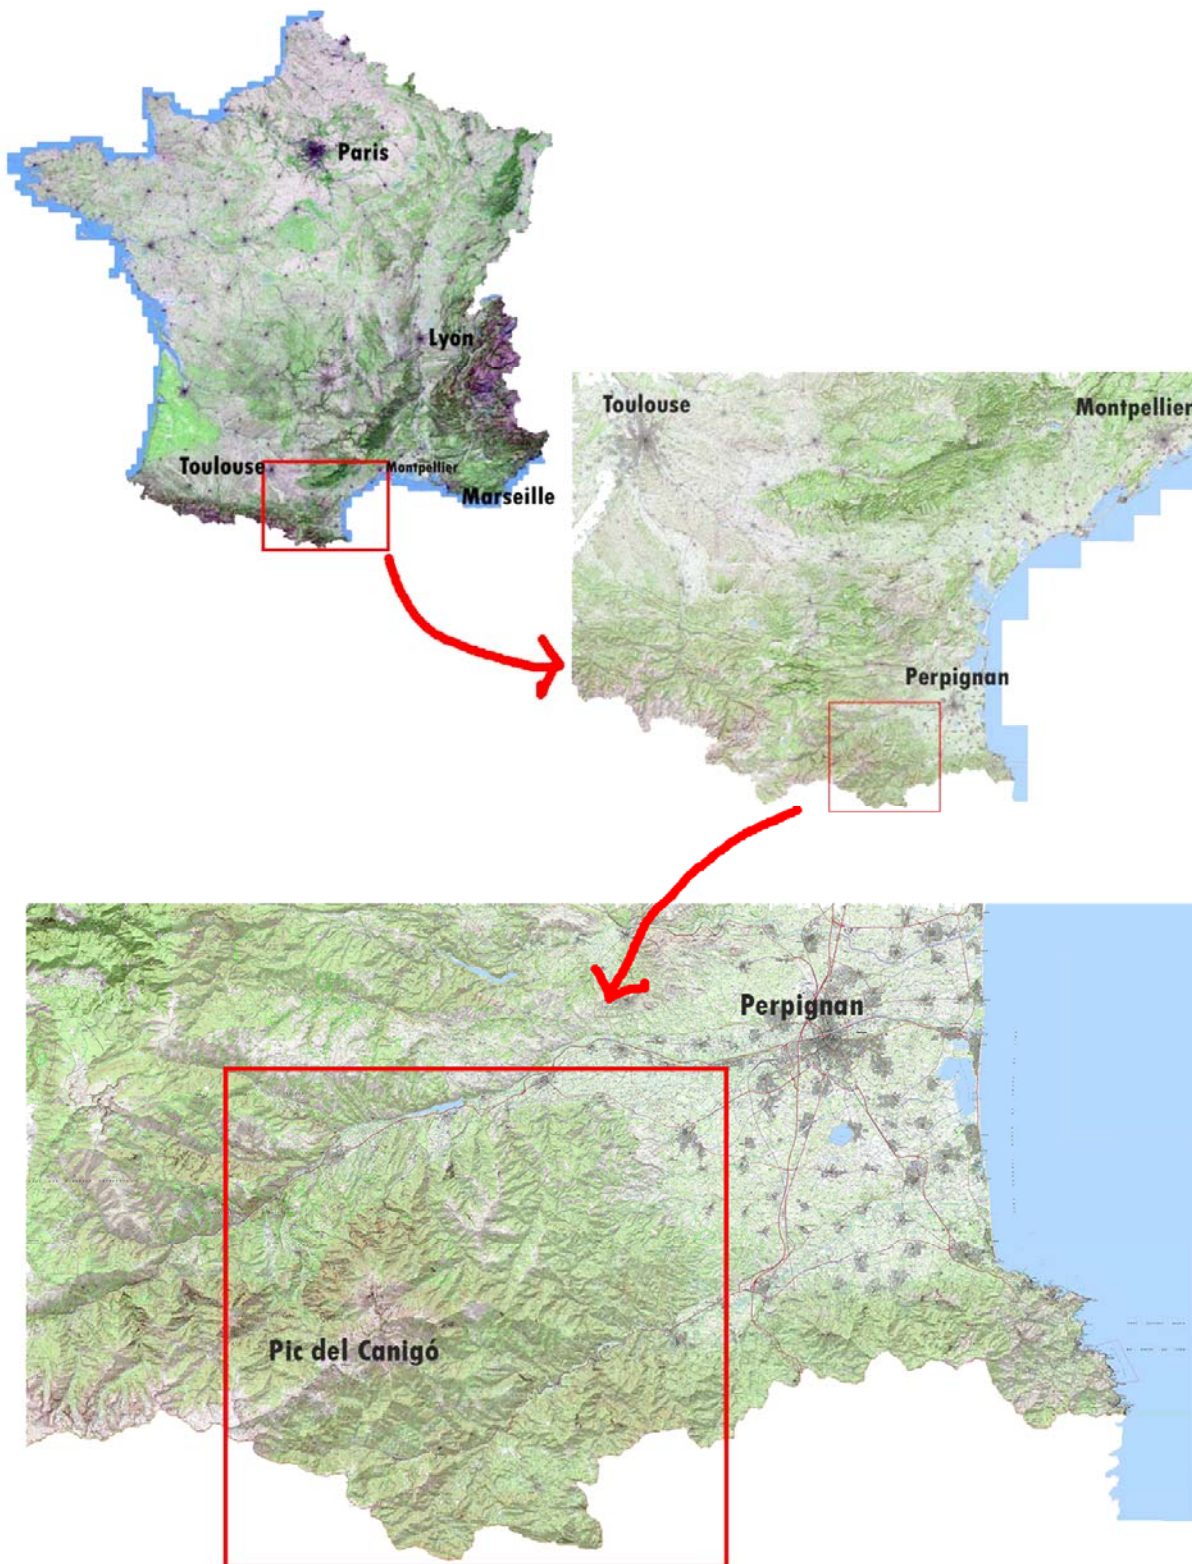 Paris
Lyon
Toulouse
Montpellier
Marseille
Toulouse
Montpellier
Perpignan
Perpignan
Pic del Canigó